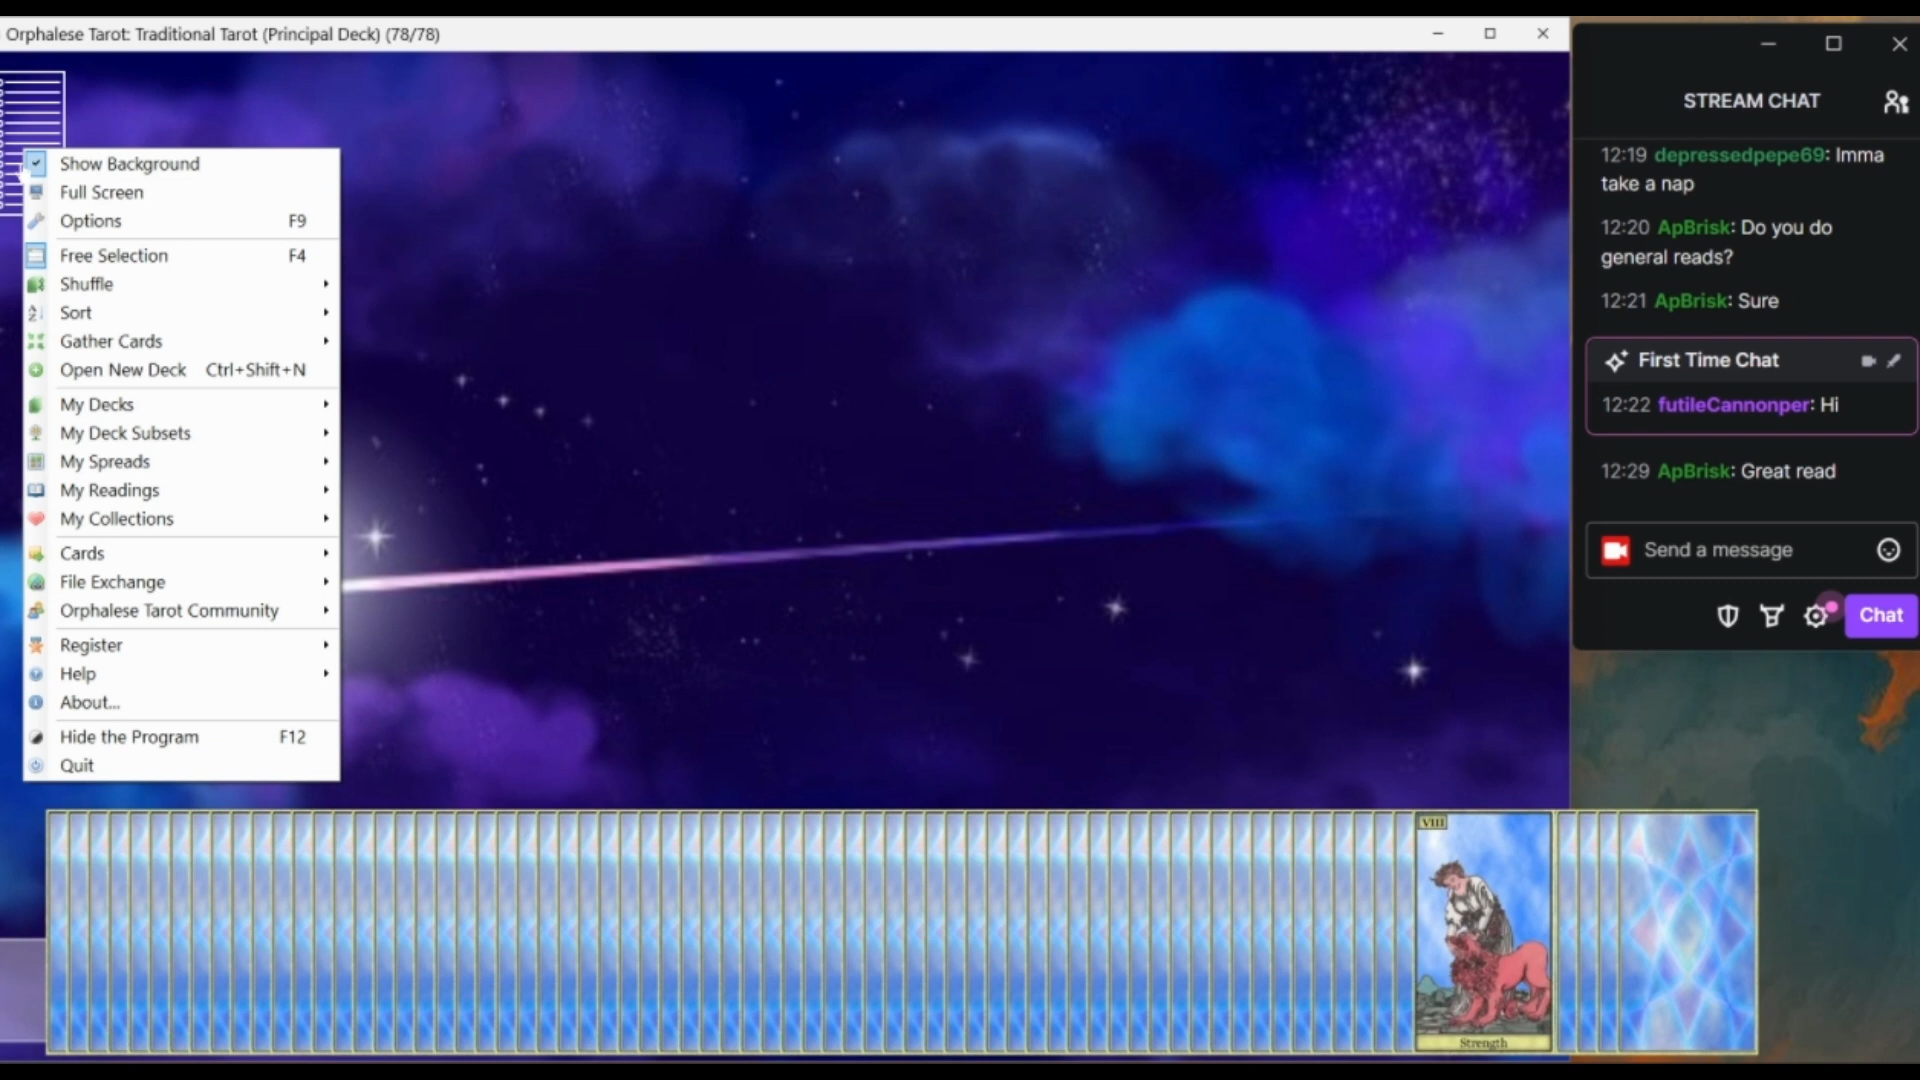 Orphalese Tarot: Traditional Tarot (Principal Deck) (78/78)
Show Background
Full Screen
Options F9
Free Selection F4
Shuffle
Sort
Gather Cards
Open New Deck Ctrl+Shift+N
My Decks
My Deck Subsets
My Spreads
My Readings
My Collections
Cards
File Exchange
Orphalese Tarot Community
Register
Help
About...
Hide the Program F12
Quit
VIII
Strength
STREAM CHAT
12:19 depressedpepe69: Imma
take a nap
12:20 ApBrisk: Do you do
general reads?
12:21 ApBrisk: Sure
First Time Chat
12:22 futileCannonper: Hi
12:29 ApBrisk: Great read
Send a message
Chat